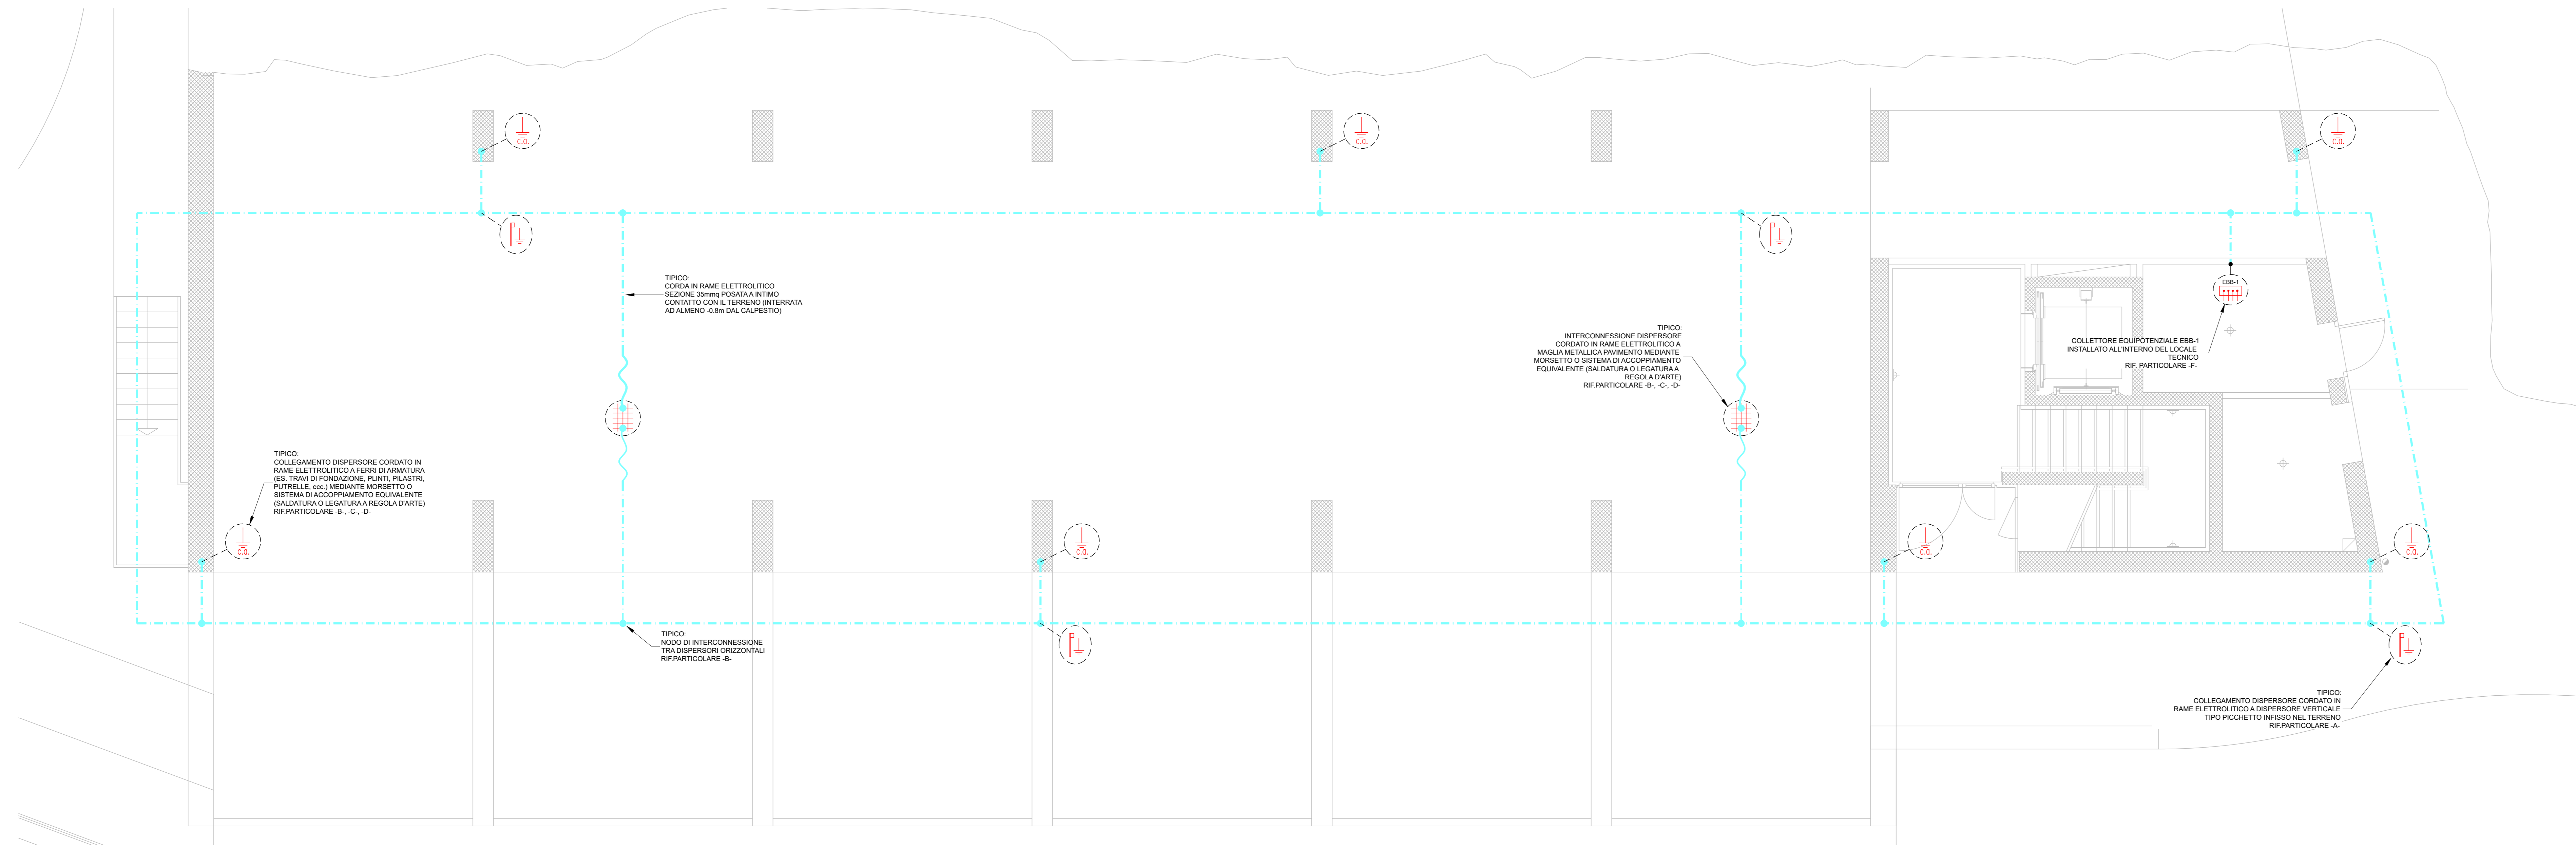 C.A.
C.A.
C.A.
TIPICO:
CORDA IN RAME ELETTROLITICO
SEZIONE 35mmq POSATA A INTIMO
CONTATTO CON IL TERRENO (INTERRATA
AD ALMENO -0.8m DAL CALPESTIO)
EBB-1
TIPICO:
INTERCONNESSIONE DISPERSORE
CORDATO IN RAME ELETTROLITICO A
MAGLIA METALLICA PAVIMENTO MEDIANTE
MORSETTO O SISTEMA DI ACCOPPIAMENTO
EQUIVALENTE (SALDATURA O LEGATURA A
REGOLA D'ARTE)
RIF.PARTICOLARE -B-, -C-, -D-
COLLETTORE EQUIPOTENZIALE EBB-1
INSTALLATO ALL'INTERNO DEL LOCALE
TECNICO
RIF. PARTICOLARE -F-
TIPICO:
COLLEGAMENTO DISPERSORE CORDATO IN
RAME ELETTROLITICO A FERRI DI ARMATURA
(ES. TRAVI DI FONDAZIONE, PLINTI, PILASTRI,
PUTRELLE, ecc.) MEDIANTE MORSETTO O
SISTEMA DI ACCOPPIAMENTO EQUIVALENTE
(SALDATURA O LEGATURA A REGOLA D'ARTE)
RIF.PARTICOLARE -B-, -C-, -D-
C.A.
C.A.
C.A.
C.A.
TIPICO:
NODO DI INTERCONNESSIONE
TRA DISPERSORI ORIZZONTALI
RIF.PARTICOLARE -B-
TIPICO:
COLLEGAMENTO DISPERSORE CORDATO IN
RAME ELETTROLITICO A DISPERSORE VERTICALE
TIPO PICCHETTO INFISSO NEL TERRENO
RIF.PARTICOLARE -A-